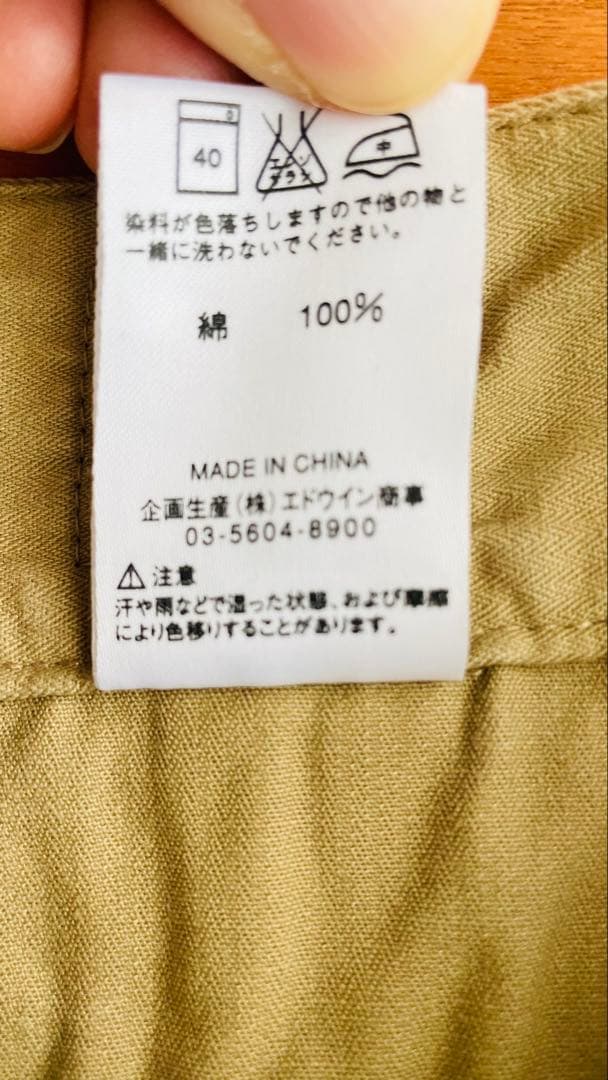 40
エンソ
サラシ
中
染料が色落ちしますので他の物と
一緒に洗わないでください。
綿 100%
MADE IN CHINA
企画生産(株)エドウイン商事
03-5604-8900
⚠注意
汗や雨などで湿った状態、および摩擦
により色移りすることがあります。